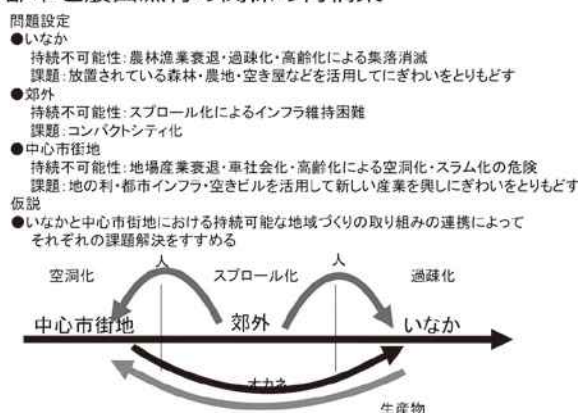 問題設定
●いなか
持続不可能性:農林漁業衰退・過疎化・高齢化による集落消滅
課題:放置されている森林・農地・空き屋などを活用してにぎわいをとりもどす
●郊外
持続不可能性:スプロール化によるインフラ維持困難
課題:コンパクトシティ化
●中心市街地
持続不可能性:地場産業衰退・車社会化・高齢化による空洞化・スラム化の危険
課題:地の利・都市インフラ・空きビルを活用して新しい産業を興しにぎわいをとりもどす
仮説
●いなかと中心市街地における持続可能な地域づくりの取り組みの連携によって
それぞれの課題解決をすすめる
人 人
空洞化 スプロール化 過疎化
中心市街地 郊外 いなか
オカネ
生産物